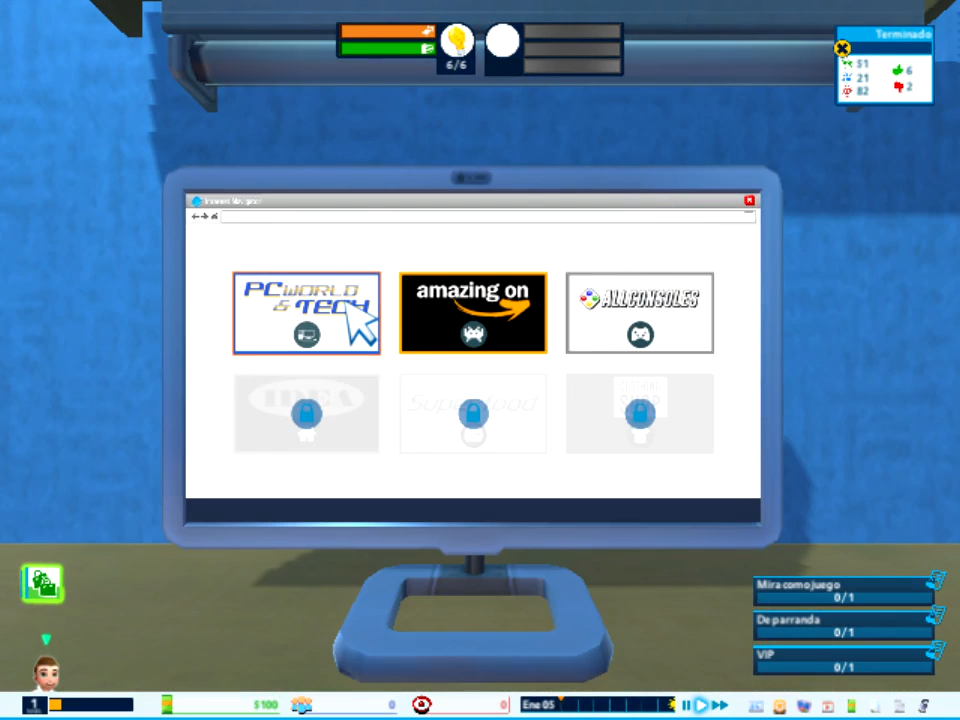 6/6
Terminado
51
6
21
2
82
PC WORLD
& TECH
amazing on
ALLCONSOLES
IDEA
Mira como juego
0/1
De parranda
0/1
VIP
0/1
1
$100
0
0
Ene 05